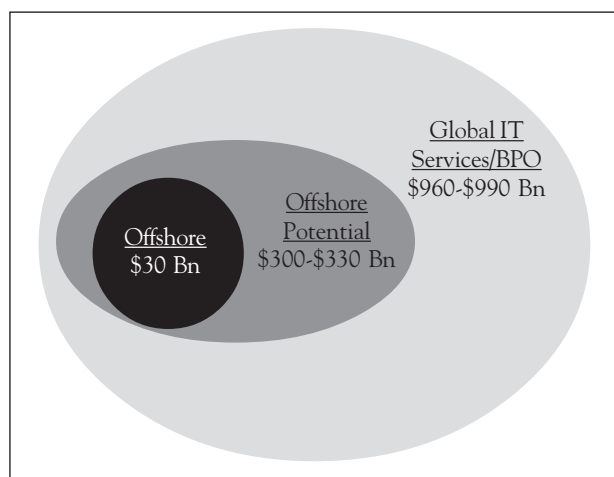 Global IT
Services/BPO
$960-$990 Bn
Offshore
Potential
$300-$330 Bn
Offshore
$30 Bn